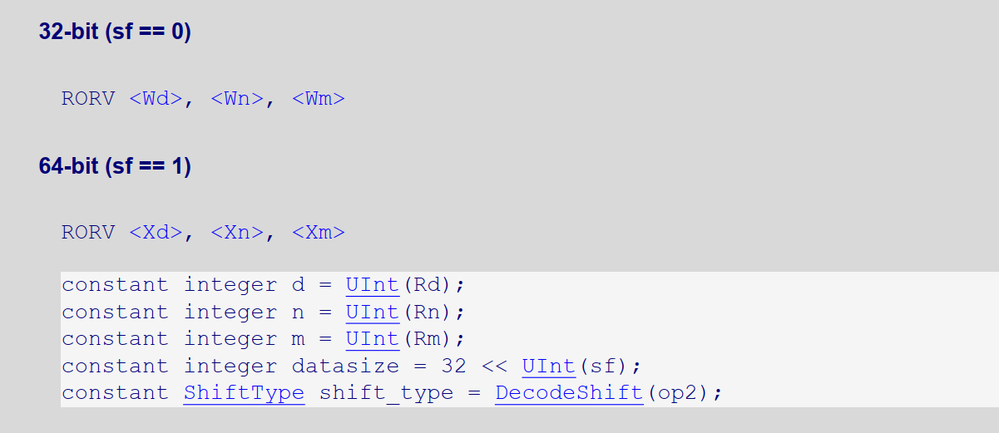 32-bit (sf == 0)
RORV <Wd>, <Wn>, <Wm>
64-bit (sf == 1)
RORV <Xd>, <Xn>, <Xm>
constant integer d = UInt(Rd);
constant integer n = UInt(Rn);
constant integer m = UInt(Rm);
constant integer datasize = 32 << UInt(sf);
constant ShiftType shift_type = DecodeShift(op2);